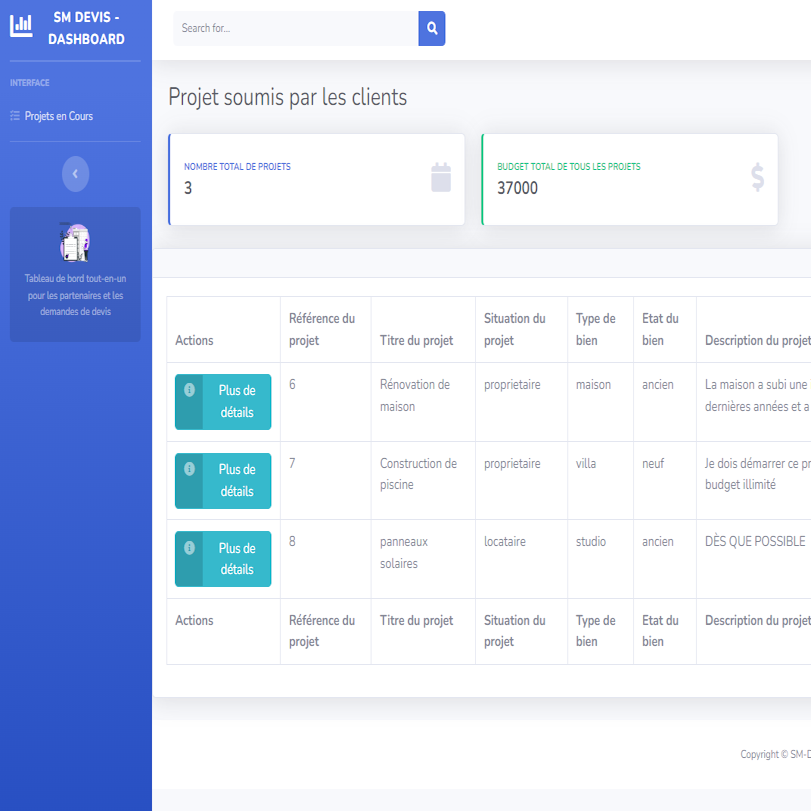 SM DEVIS -
DASHBOARD
INTERFACE
Projets en Cours
Tableau de bord tout-en-un
pour les partenaires et les
demandes de devis
Search for...
Projet soumis par les clients
NOMBRE TOTAL DE PROJETS
3
BUDGET TOTAL DE TOUS LES PROJETS
37000
Actions
Référence du
projet
Titre du projet
Situation du
projet
Type de
bien
Etat du
bien
Description du projet
Plus de
détails
6
Rénovation de
maison
proprietaire
maison
ancien
La maison a subi une
dernières années et a
Plus de
détails
7
Construction de
piscine
proprietaire
villa
neuf
Je dois démarrer ce
budget illimité
Plus de
détails
8
panneaux
solaires
locataire
studio
ancien
DÈS QUE POSSIBLE
Actions
Référence du
projet
Titre du projet
Situation du
projet
Type de
bien
Etat du
bien
Description du projet
Copyright © SM-